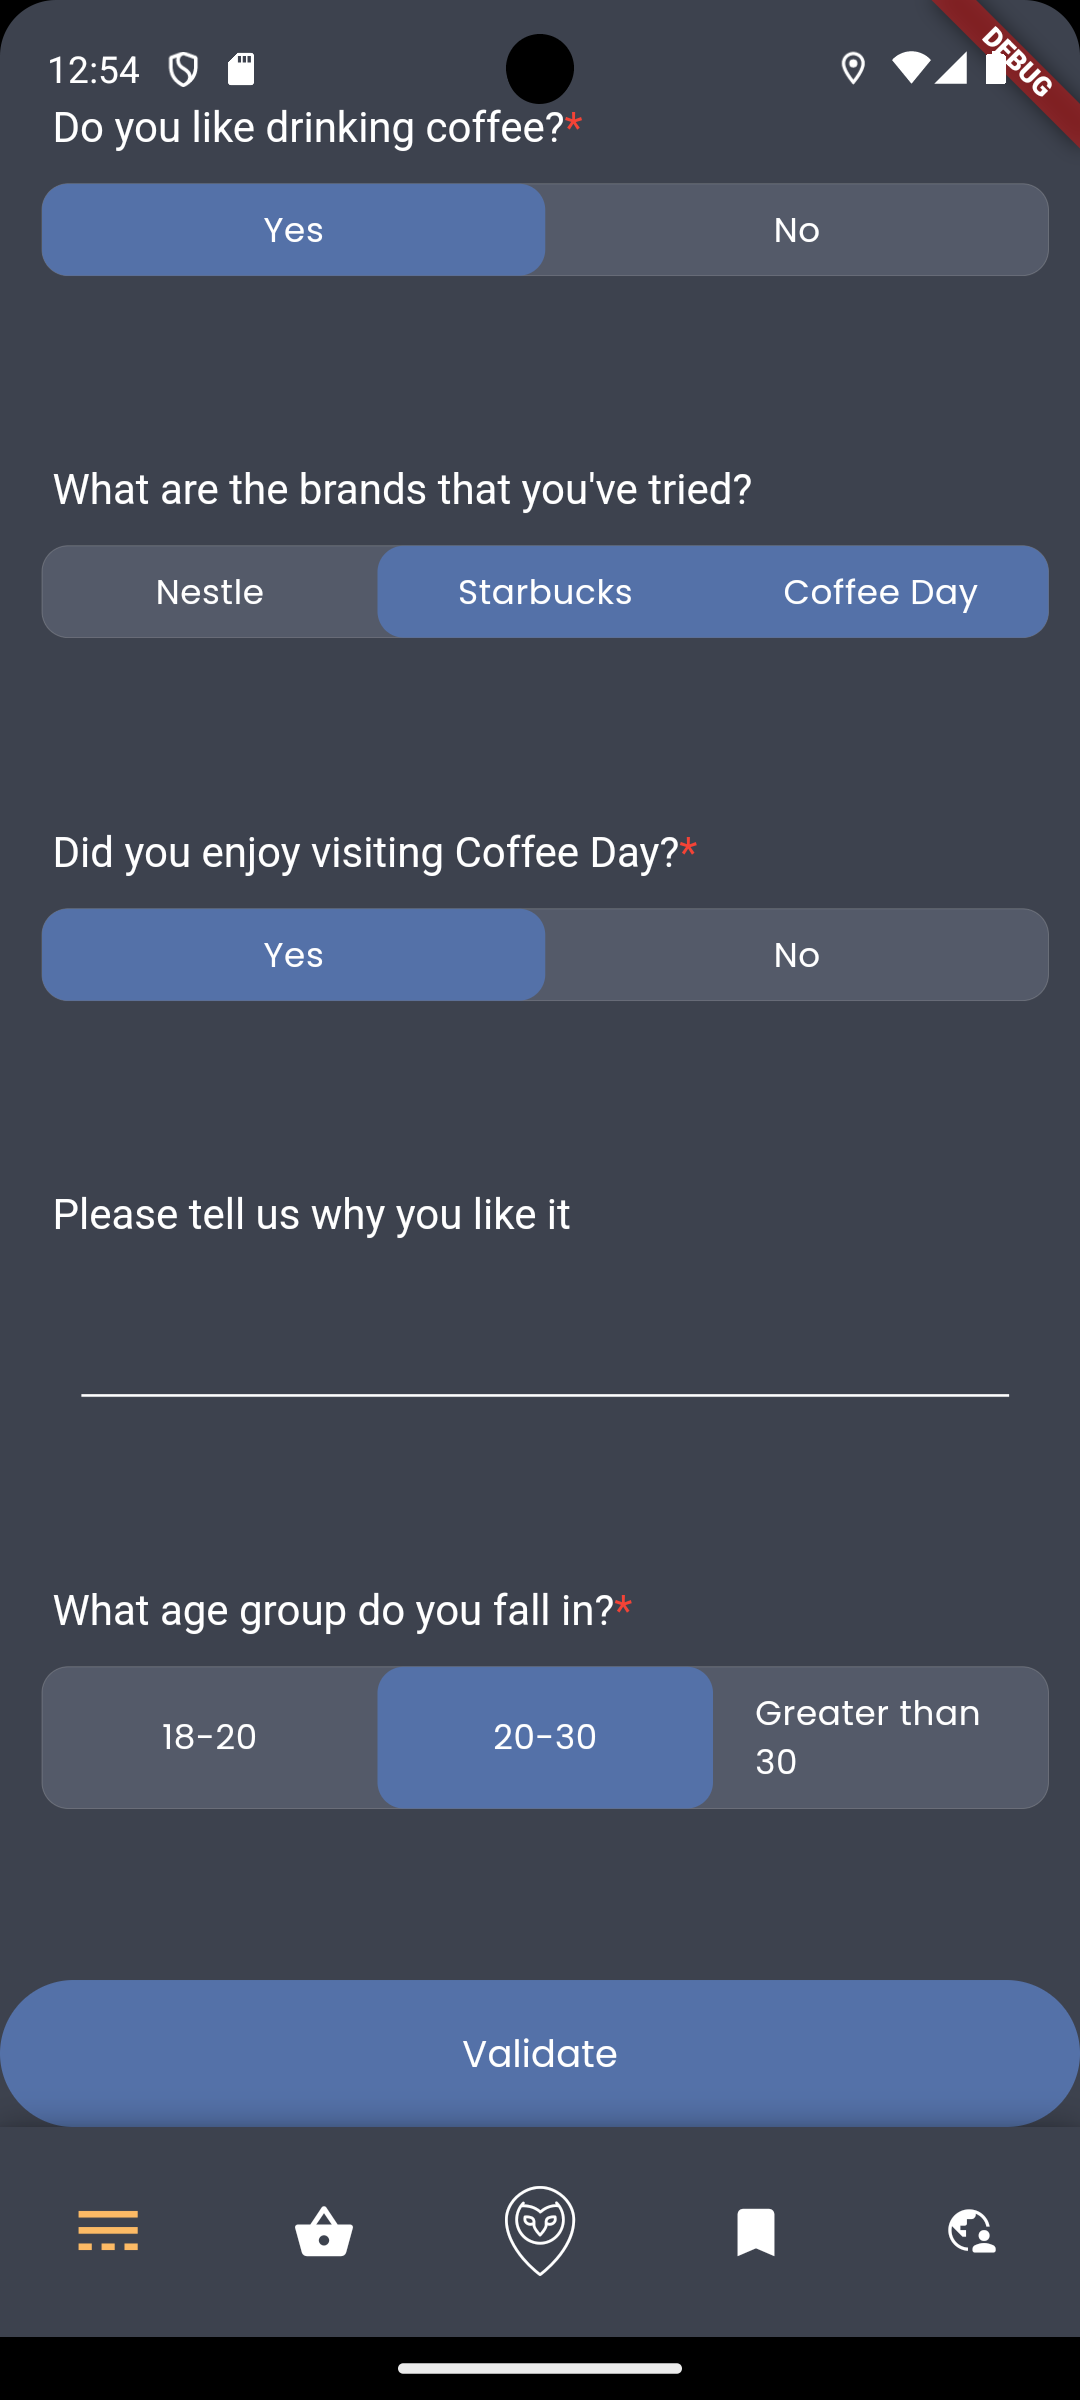 12:54
DEBUG
Do you like drinking coffee?*
Yes No
What are the brands that you've tried?
Nestle Starbucks Coffee Day
Did you enjoy visiting Coffee Day?*
Yes No
Please tell us why you like it
What age group do you fall in?*
18-20 20-30 Greater than
30
Validate